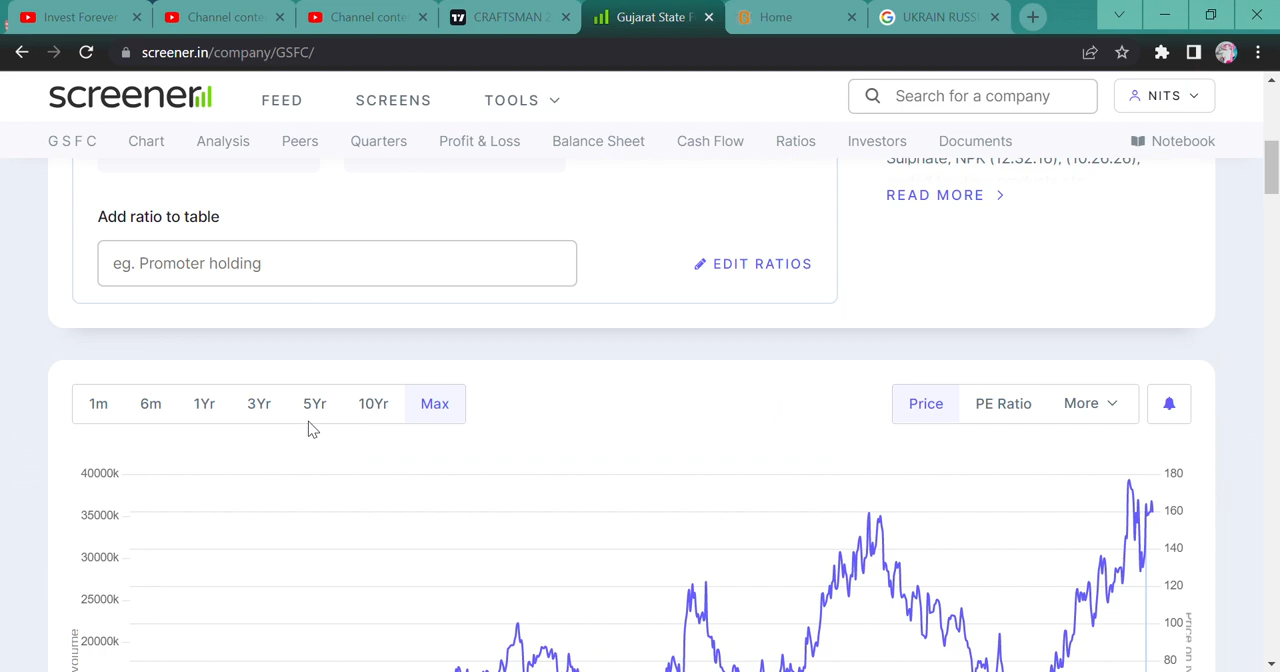 Invest Forever
Channel conte
Channel conte
CRAFTSMAN 2
Gujarat State F
Home
UKRAIN RUSS
screener.in/company/GSFC/
screener
FEED
SCREENS
TOOLS
Search for a company
NITS
G S F C
Chart
Analysis
Peers
Quarters
Profit & Loss
Balance Sheet
Cash Flow
Ratios
Investors
Documents
Notebook
Sulphate, NPK (12:32:16), (10:26:26),
READ MORE
Add ratio to table
eg. Promoter holding
EDIT RATIOS
1m
6m
1Yr
3Yr
5Yr
10Yr
Max
Price
PE Ratio
More
40000k
180
35000k
160
30000k
140
25000k
120
20000k
100
80
Volume